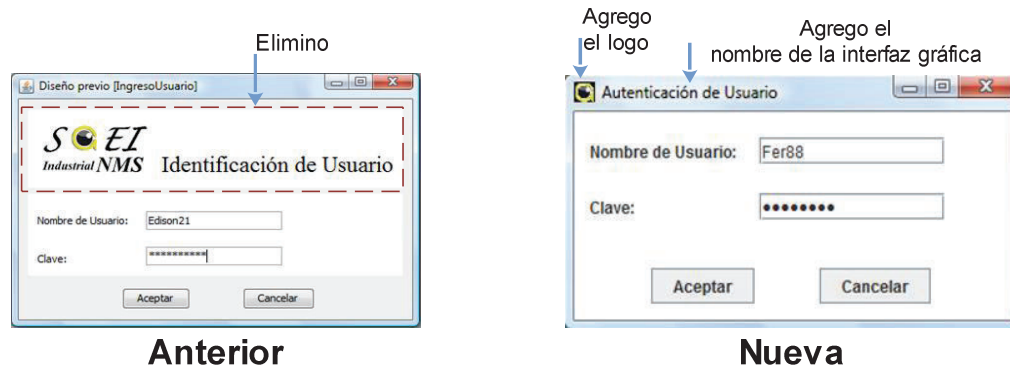 Elimino
Diseño previo [IngresoUsuario]
S Q EI
Industrial NMS Identificación de Usuario
Nombre de Usuario: Edison21
Clave: **********
Aceptar Cancelar
Anterior
Agrego
el logo
Agrego el
nombre de la interfaz gráfica
Autenticación de Usuario
Nombre de Usuario: Fer88
Clave: ••••••••
Aceptar Cancelar
Nueva